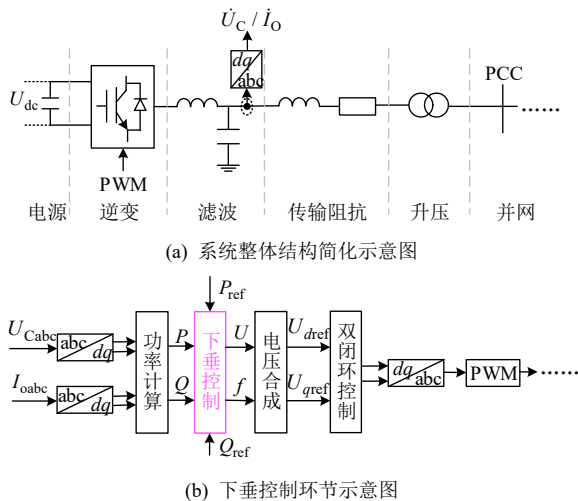 U̇C / İO
dq
abc
PCC
Udc
......
PWM
电源 逆变 滤波 传输阻抗 升压 并网
(a) 系统整体结构简化示意图
Pref
UCabc abc dq 功率计算 P 下垂控制 U 电压合成 Udref 双闭环控制 dq abc PWM ......
Ioabc abc dq Q f Uqref
Qref
(b) 下垂控制环节示意图